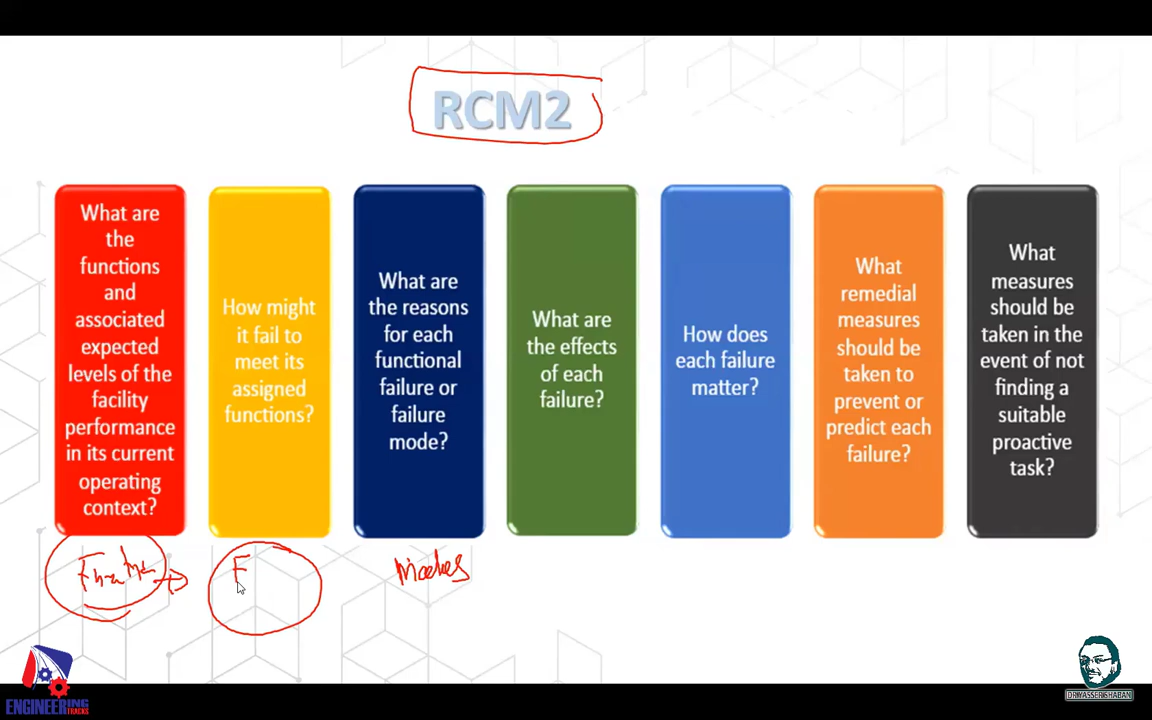 RCM2
What are
the
functions
and
associated
expected
levels of the
facility
performance
in its current
operating
context?
How might
it fail to
meet its
assigned
functions?
What are
the reasons
for each
functional
failure or
failure
mode?
What are
the effects
of each
failure?
How does
each failure
matter?
What
remedial
measures
should be
taken to
prevent or
predict each
failure?
What
measures
should be
taken in the
event of not
finding a
suitable
proactive
task?
F
Modes
ENGINEERING
TRACKS
DR.YASSER SHABAN